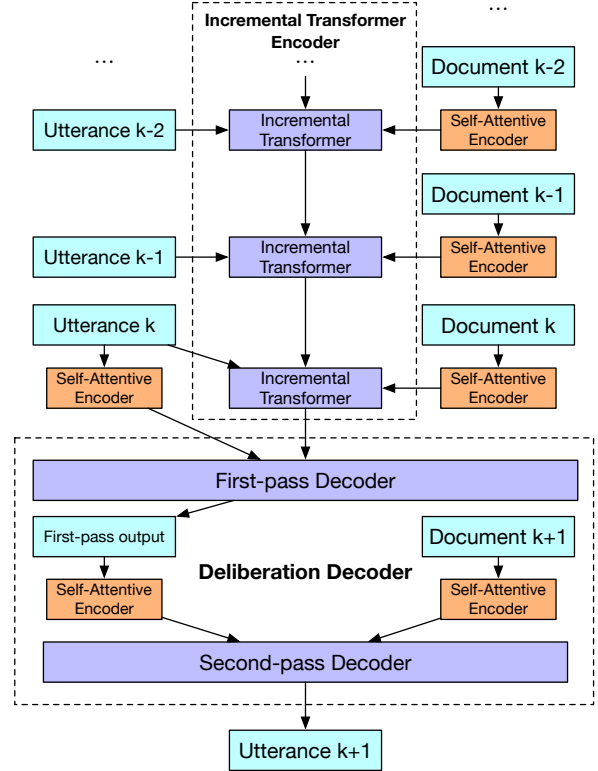 ...
Incremental Transformer
Encoder
...
...
Document k-2
Utterance k-2
Incremental
Transformer
Self-Attentive
Encoder
Document k-1
Utterance k-1
Incremental
Transformer
Self-Attentive
Encoder
Utterance k
Document k
Self-Attentive
Encoder
Incremental
Transformer
Self-Attentive
Encoder
First-pass Decoder
First-pass output
Document k+1
Deliberation Decoder
Self-Attentive
Encoder
Self-Attentive
Encoder
Second-pass Decoder
Utterance k+1